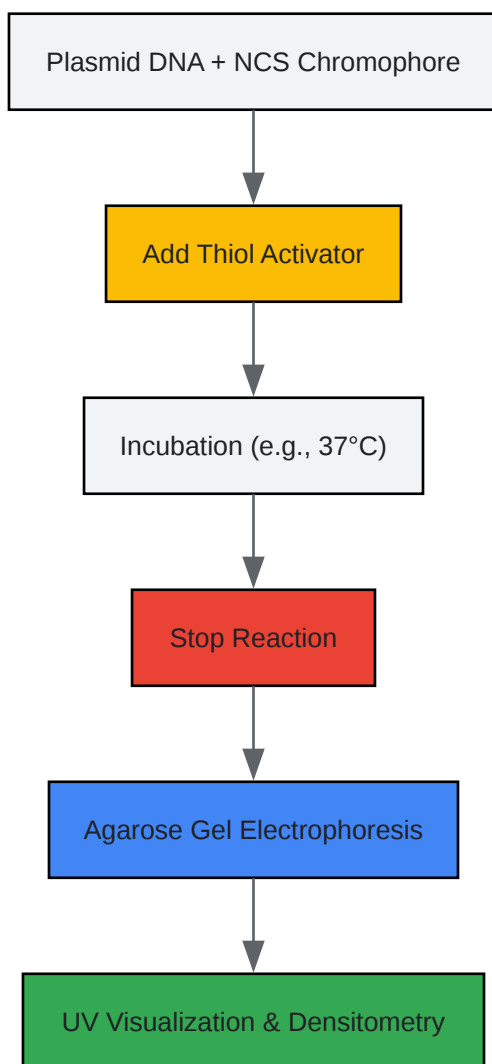 Plasmid DNA + NCS Chromophore
Add Thiol Activator
Incubation (e.g., 37°C)
Stop Reaction
Agarose Gel Electrophoresis
UV Visualization & Densitometry